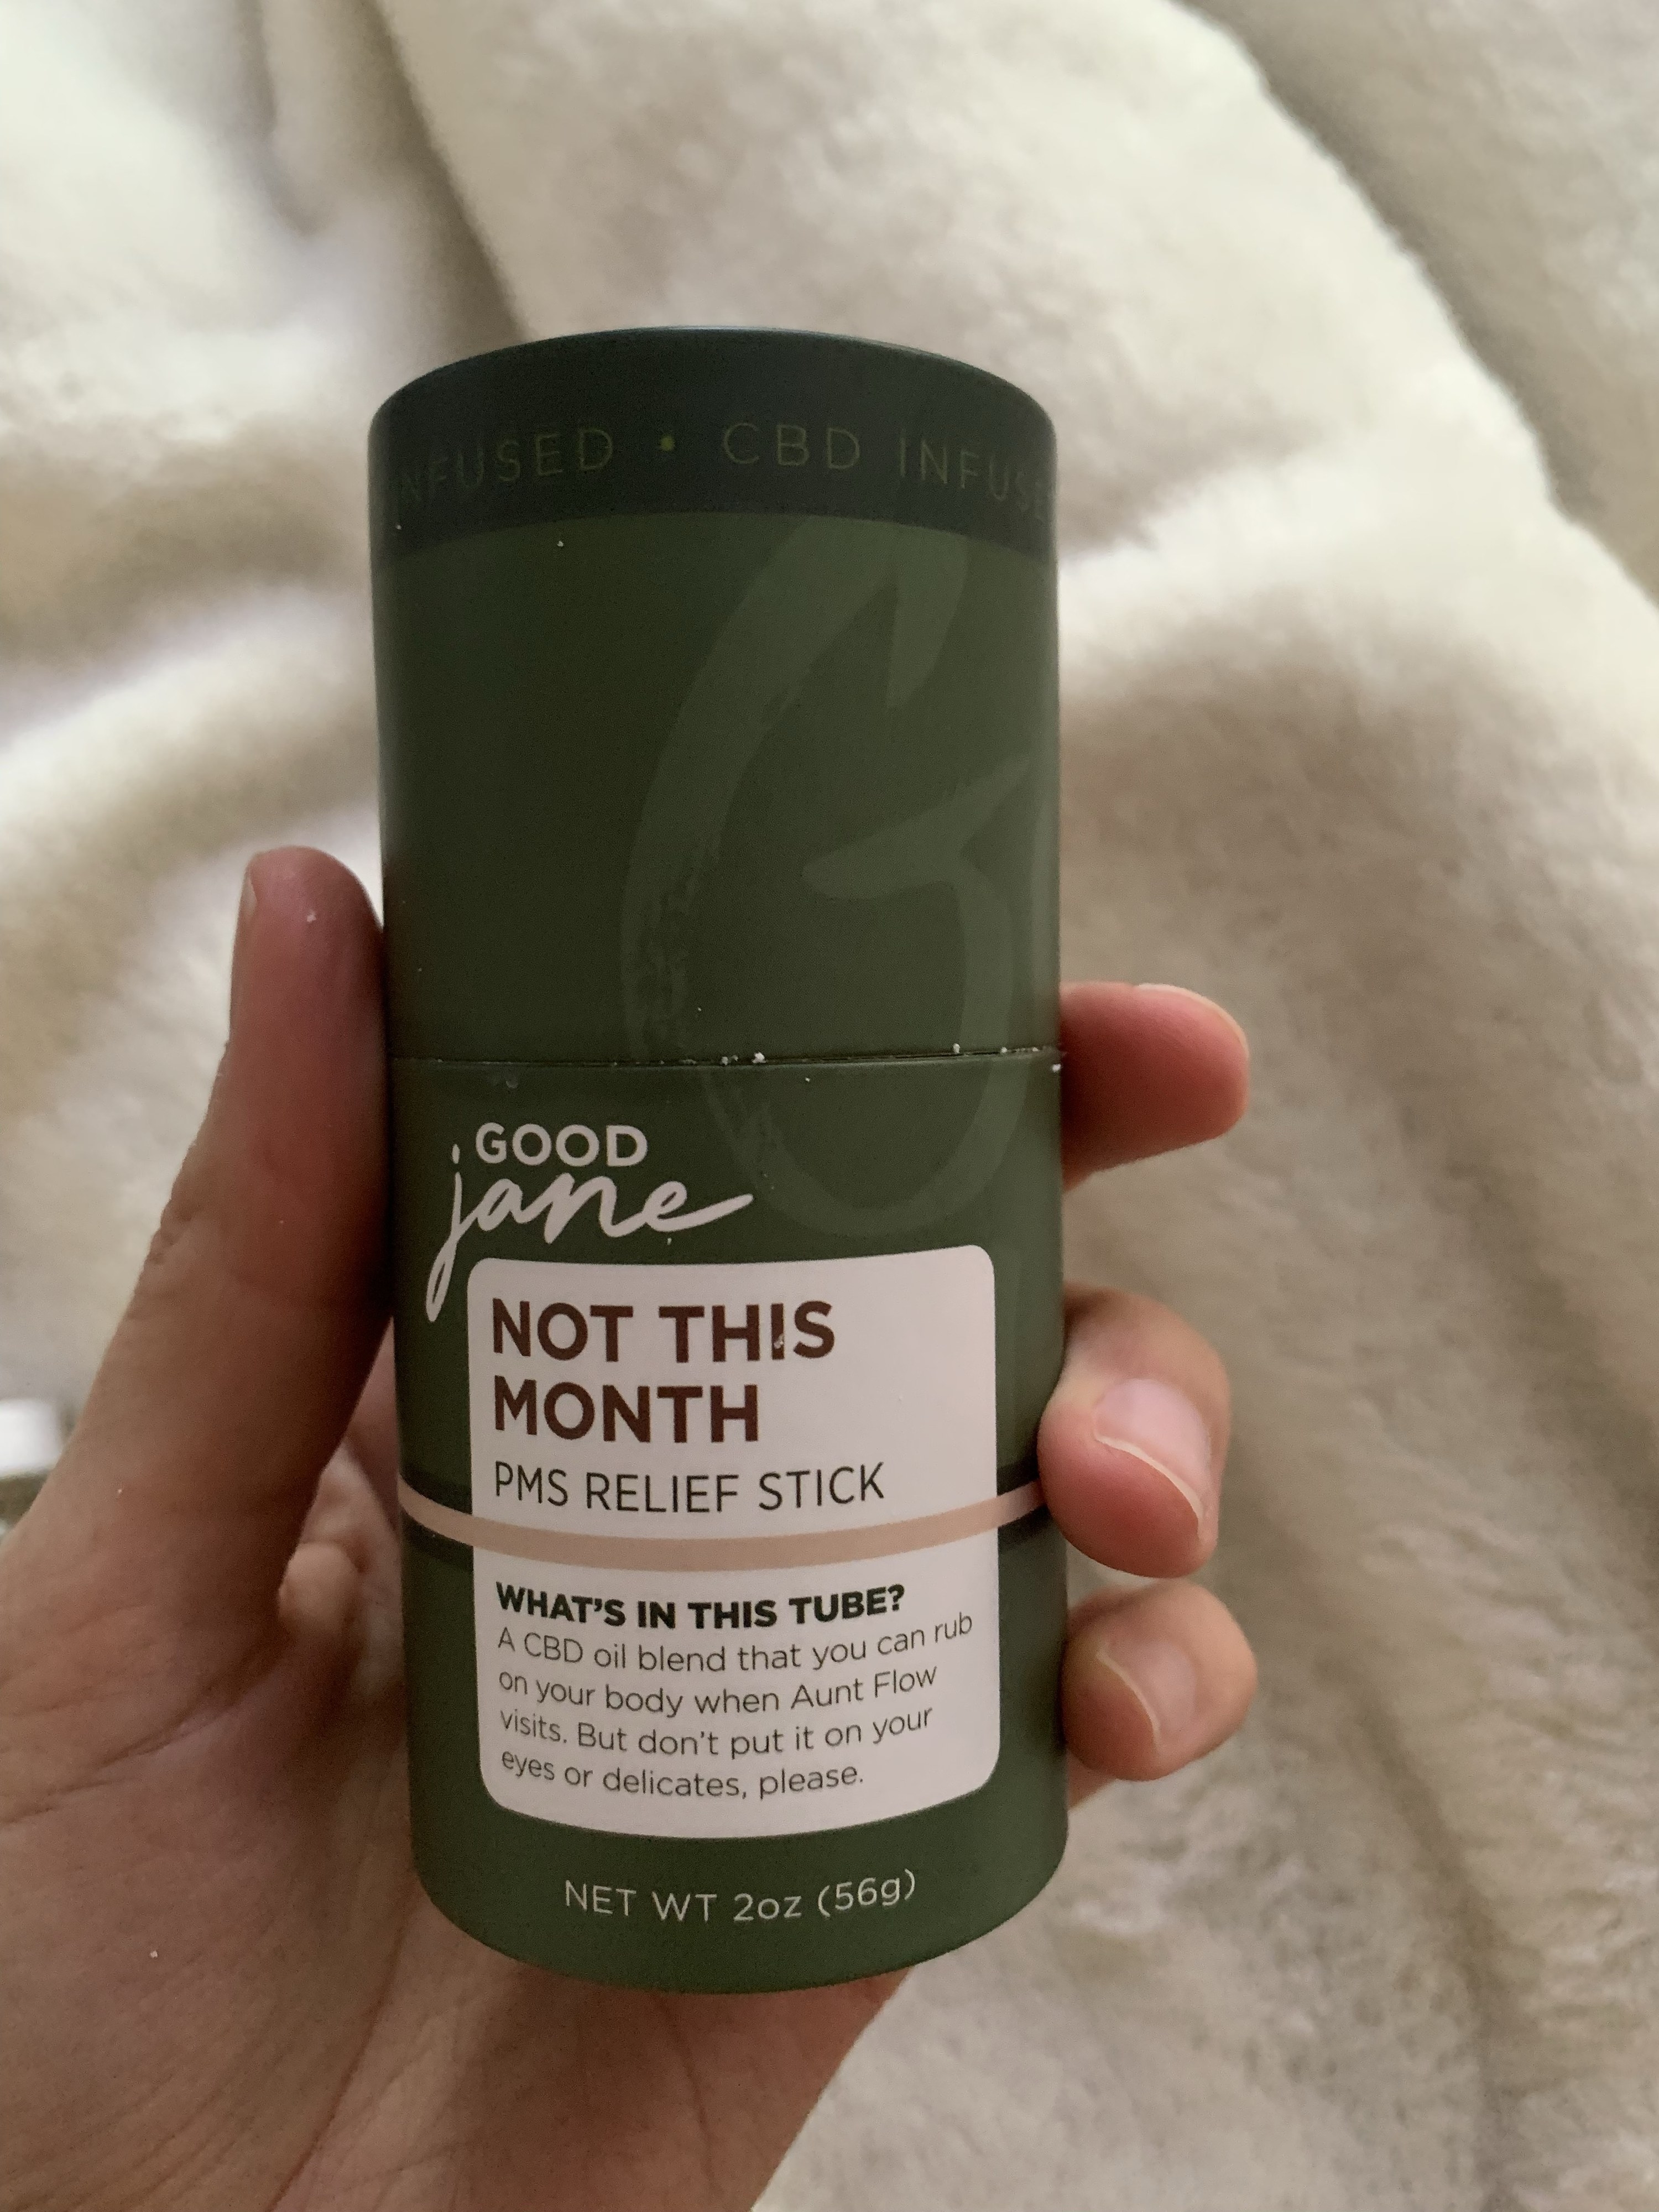 INFUSED • CBD INFUSE
GOOD
jane
NOT THIS
MONTH
PMS RELIEF STICK
WHAT'S IN THIS TUBE?
A CBD oil blend that you can rub
on your body when Aunt Flow
visits. But don't put it on your
eyes or delicates, please.
NET WT 2oz (56g)